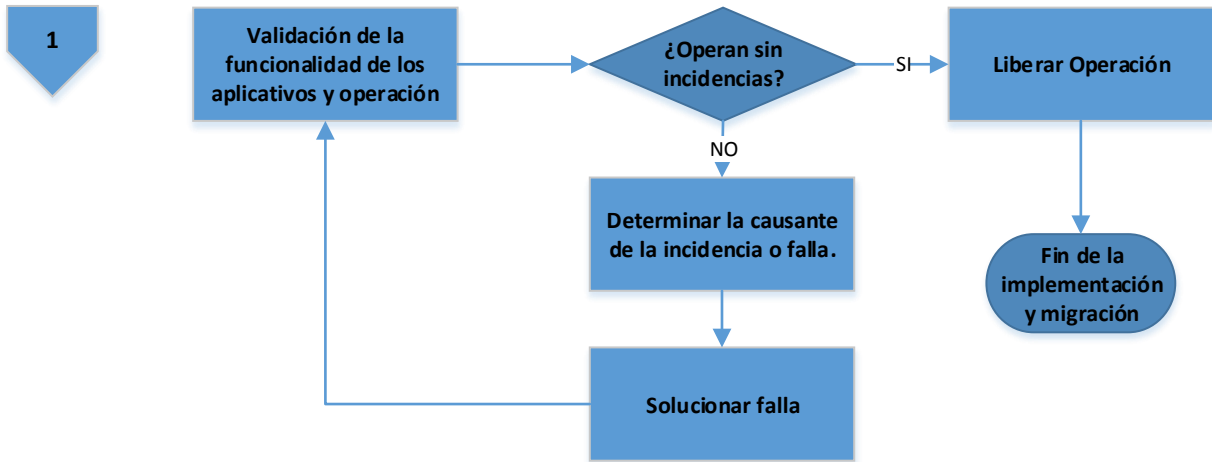 1
Validación de la
funcionalidad de los
aplicativos y operación
¿Operan sin
incidencias?
SI
Liberar Operación
NO
Determinar la causante
de la incidencia o falla.
Fin de la
implementación
y migración
Solucionar falla